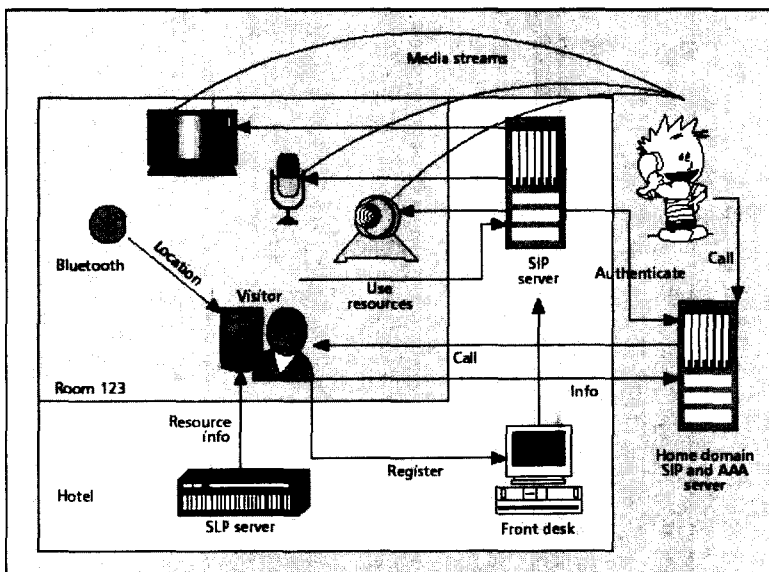 Media streams
Bluetooth
Location
Visitor
Use
resources
SIP
server
Authenticate
Call
Call
Room 123
Info
Resource
info
Register
Home domain
SIP and AAA
server
Hotel
SLP server
Front desk